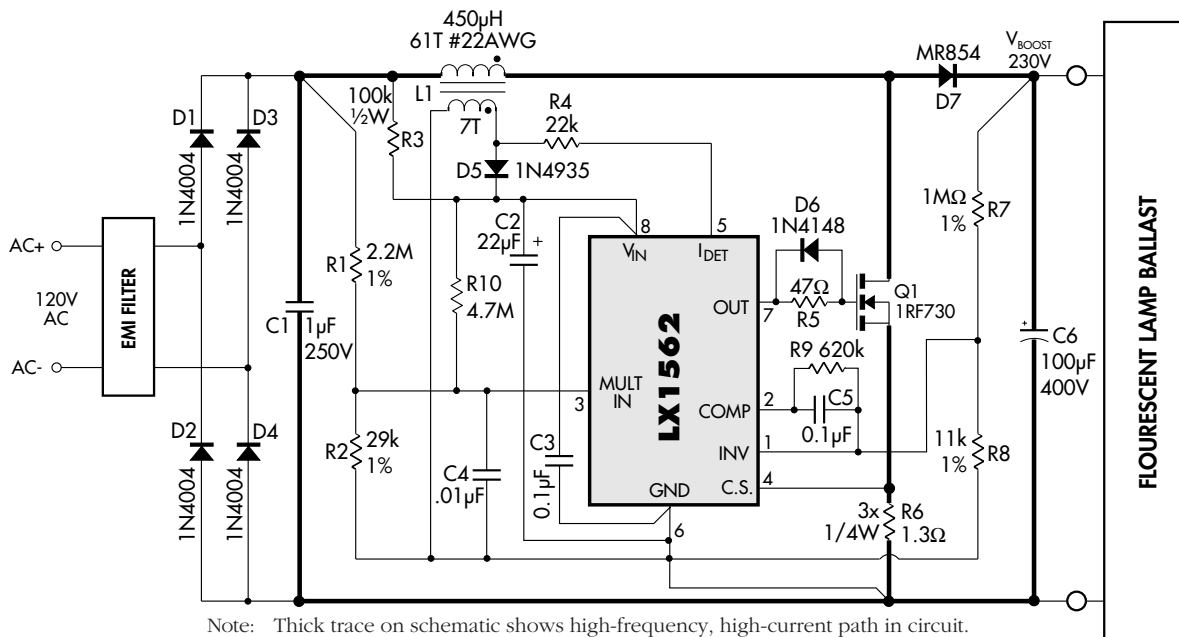 450µH
61T #22AWG
L1
7T
100k
½W
R3
R4
22k
D5
1N4935
MR854
D7
V BOOST
230V
D1
1N4004
D3
1N4004
AC+
120V
AC
AC-
EMI FILTER
D2
1N4004
D4
1N4004
C1
1µF
250V
R1
2.2M
1%
R2
29k
1%
R10
4.7M
C2
22µF
+
C3
0.1µF
C4
.01µF
8
VIN
5
IDET
LX1562
MULT
IN
3
OUT
7
COMP
2
INV
1
C.S.
4
GND
6
D6
1N4148
47Ω
R5
Q1
1RF730
R9 620k
C5
0.1µF
3x
1/4W
R6
1.3Ω
1MΩ
1%
R7
11k
1%
R8
+
C6
100µF
400V
FLOURESCENT LAMP BALLAST
Note: Thick trace on schematic shows high-frequency, high-current path in circuit.